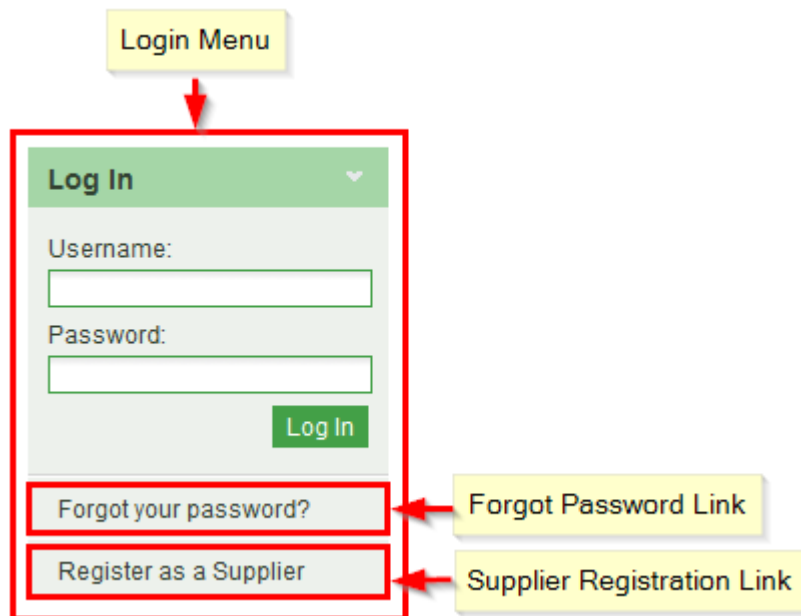 Login Menu
Log In
Username:
Password:
Log In
Forgot your password?
Forgot Password Link
Register as a Supplier
Supplier Registration Link